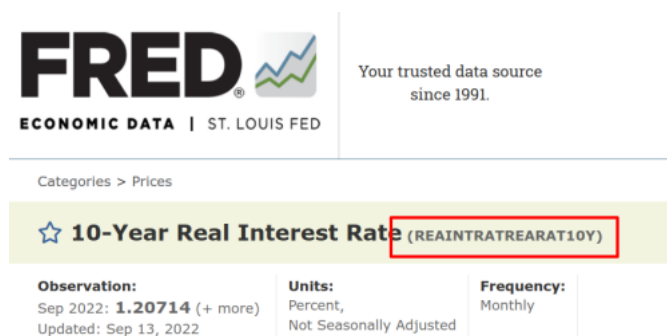 FRED®
ECONOMIC DATA | ST. LOUIS FED
Your trusted data source
since 1991.
Categories > Prices
10-Year Real Interest Rate (REAINTRATREARAT10Y)
Observation:
Sep 2022: 1.20714 (+ more)
Updated: Sep 13, 2022
Units:
Percent,
Not Seasonally Adjusted
Frequency:
Monthly